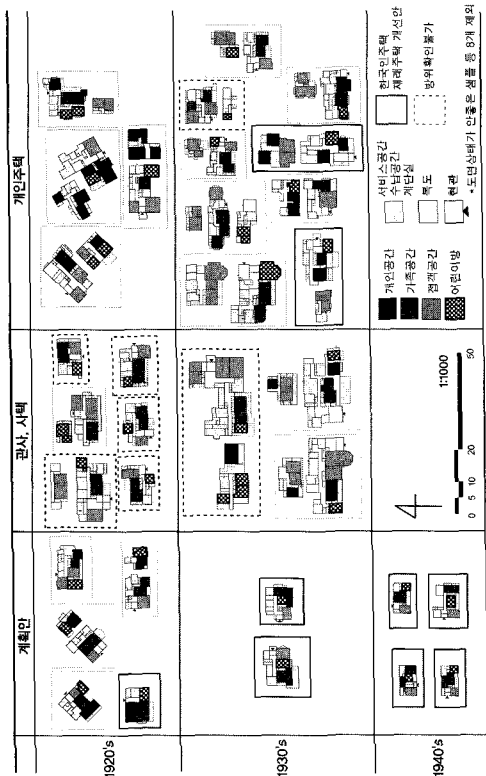 계획안
관사, 사택
개인주택
1920's
1930's
1940's
0 5 10 20 50
1:1000
개인공간
가족공간
접객공간
어린이방
서비스공간
수납공간
계단실
복도
현관
한국인주택
재래주택 개선안
방위확인불가
*도면상태가 안좋은 샘플 등 8개 제외